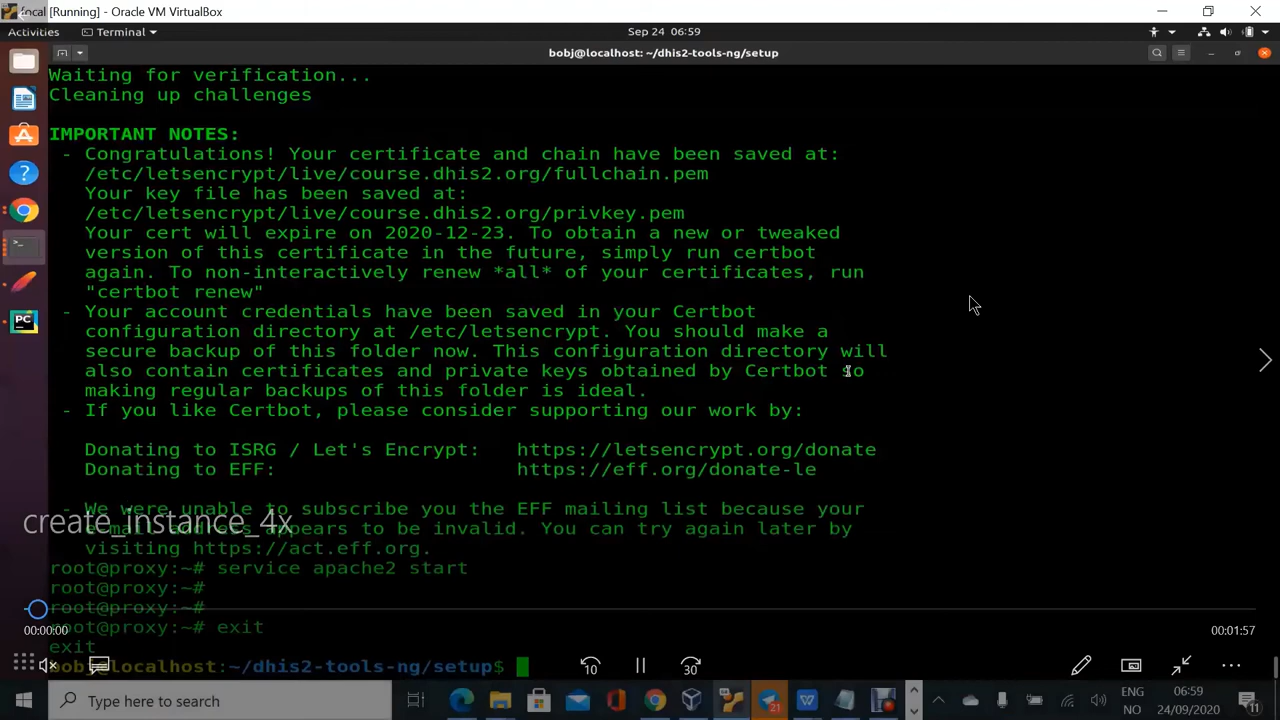 local [Running] - Oracle VM VirtualBox
Activities
Terminal
Sep 24 06:59
bobj@localhost: ~/dhis2-tools-ng/setup
Waiting for verification...
Cleaning up challenges
IMPORTANT NOTES:
- Congratulations! Your certificate and chain have been saved at:
/etc/letsencrypt/live/course.dhis2.org/fullchain.pem
Your key file has been saved at:
/etc/letsencrypt/live/course.dhis2.org/privkey.pem
Your cert will expire on 2020-12-23. To obtain a new or tweaked
version of this certificate in the future, simply run certbot
again. To non-interactively renew *all* of your certificates, run
"certbot renew"
- Your account credentials have been saved in your Certbot
configuration directory at /etc/letsencrypt. You should make a
secure backup of this folder now. This configuration directory will
also contain certificates and private keys obtained by Certbot so
making regular backups of this folder is ideal.
- If you like Certbot, please consider supporting our work by:
Donating to ISRG / Let's Encrypt: https://letsencrypt.org/donate
Donating to EFF: https://eff.org/donate-le
- We were unable to subscribe you the EFF mailing list because your
create_instance_4x
e-mail address appears to be invalid. You can try again later by
visiting https://act.eff.org.
root@proxy:~# service apache2 start
root@proxy:~#
root@proxy:~#
root@proxy:~# exit
00:00:00
00:01:57
exit
bobj@localhost:~/dhis2-tools-ng/setup$
10
30
PC
Type here to search
21
W
ENG
NO
06:59
24/09/2020
11